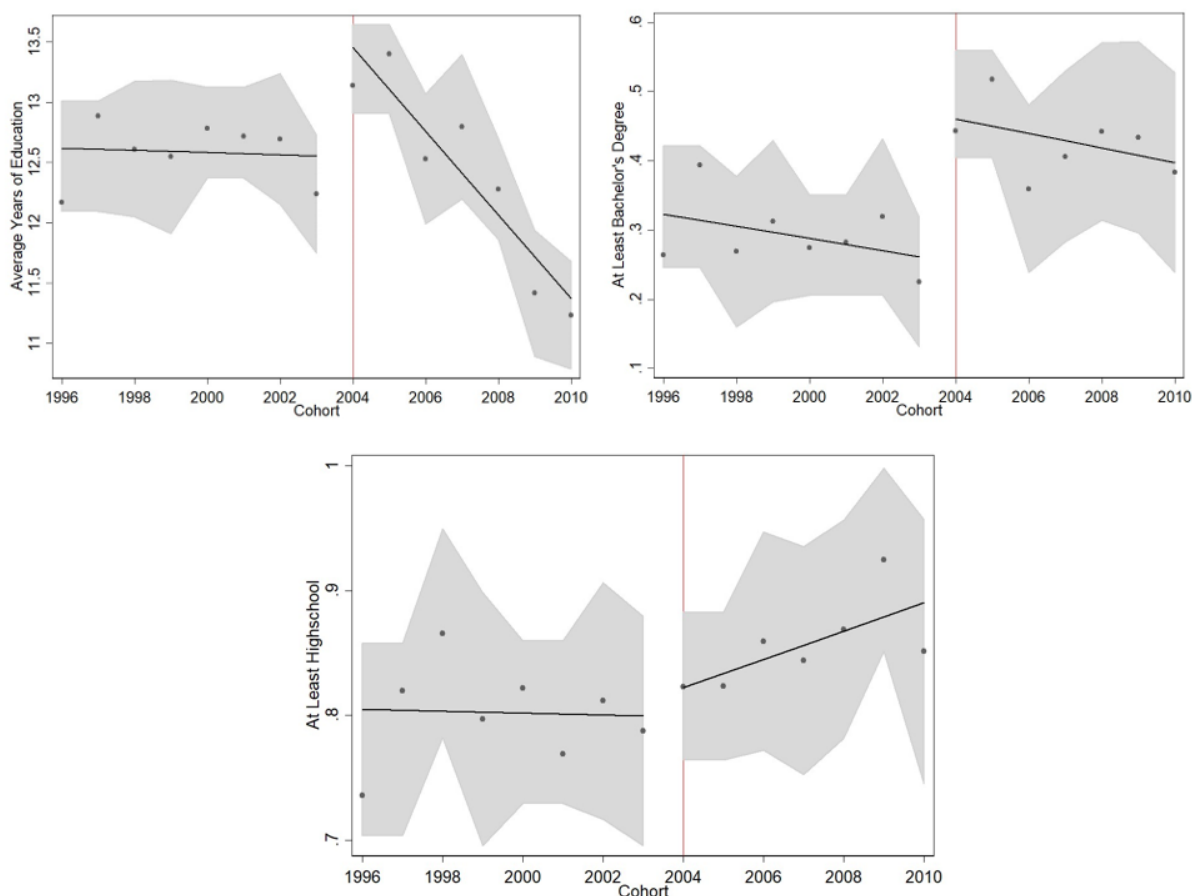 Average Years of Education
13.5
13
12.5
12
11.5
11
1996 1998 2000 2002 2004 2006 2008 2010
Cohort
At Least Bachelor's Degree
.6
.5
.4
.3
.2
.1
1996 1998 2000 2002 2004 2006 2008 2010
Cohort
At Least Highschool
1
.9
.8
.7
1996 1998 2000 2002 2004 2006 2008 2010
Cohort